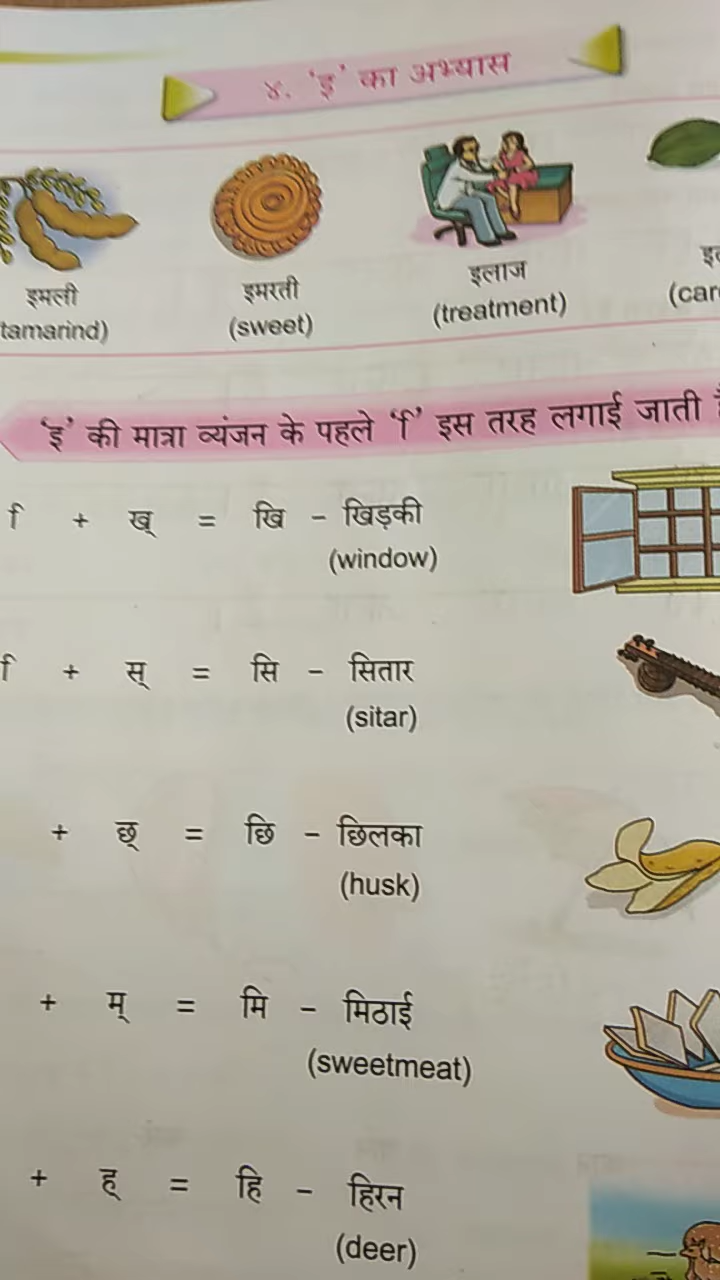 ४. 'इ' का अभ्यास
इमली इमरती इलाज
tamarind) (sweet) (treatment)
'इ' की मात्रा व्यंजन के पहले 'ि' इस तरह लगाई जाती
ि + ख् = खि – खिड़की
(window)
ि + स् = सि – सितार
(sitar)
+ छ् = छि – छिलका
(husk)
+ म् = मि – मिठाई
(sweetmeat)
+ ह् = हि – हिरन
(deer)